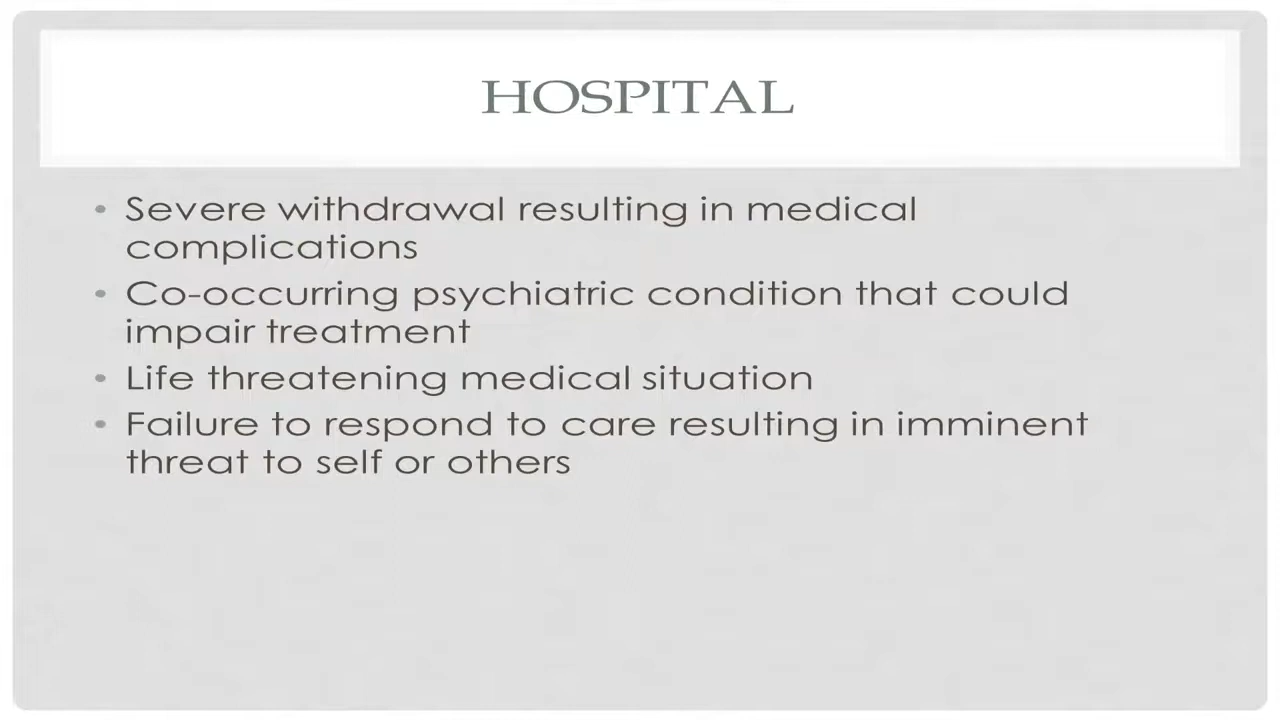 HOSPITAL
• Severe withdrawal resulting in medical
complications
• Co-occurring psychiatric condition that could
impair treatment
• Life threatening medical situation
• Failure to respond to care resulting in imminent
threat to self or others